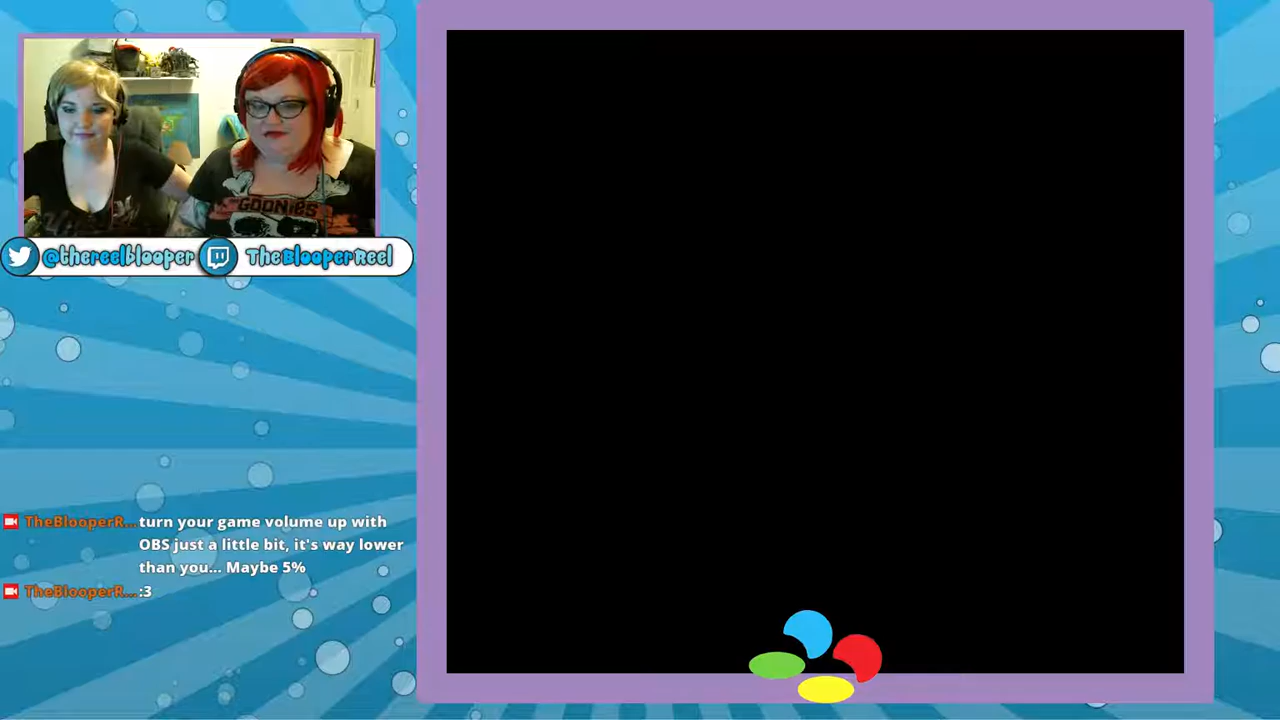 GOONIES
@thereelblooper TheBlooperReel
TheBlooperR... turn your game volume up with
OBS just a little bit, it's way lower
than you... Maybe 5%
TheBlooperR... :3